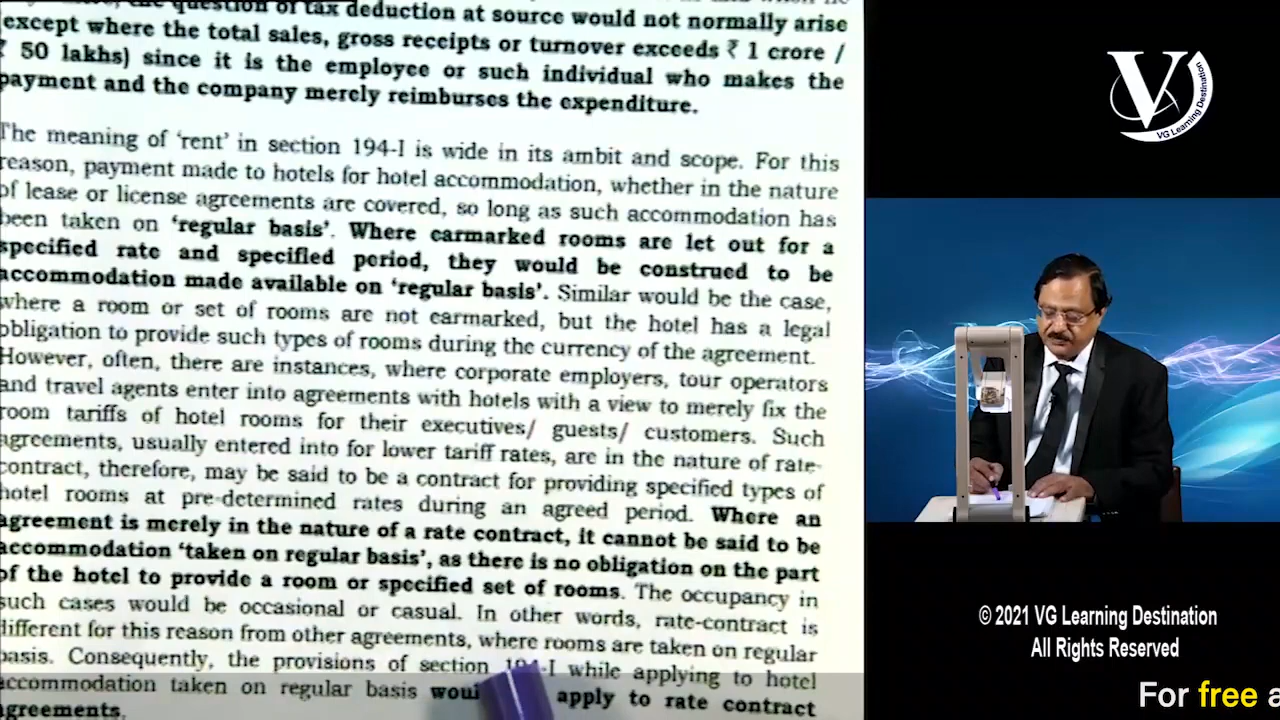 the question of tax deduction at source would not normally arise
except where the total sales, gross receipts or turnover exceeds ₹ 1 crore /
₹ 50 lakhs) since it is the employee or such individual who makes the
payment and the company merely reimburses the expenditure.
The meaning of ‘rent’ in section 194-I is wide in its ambit and scope. For this
reason, payment made to hotels for hotel accommodation, whether in the nature
of lease or license agreements are covered, so long as such accommodation has
been taken on ‘regular basis’. Where earmarked rooms are let out for a
specified rate and specified period, they would be construed to be
accommodation made available on ‘regular basis’. Similar would be the case,
where a room or set of rooms are not earmarked, but the hotel has a legal
obligation to provide such types of rooms during the currency of the agreement.
However, often, there are instances, where corporate employers, tour operators
and travel agents enter into agreements with hotels with a view to merely fix the
room tariffs of hotel rooms for their executives/ guests/ customers. Such
agreements, usually entered into for lower tariff rates, are in the nature of rate-
contract, therefore, may be said to be a contract for providing specified types of
hotel rooms at pre-determined rates during an agreed period. Where an
agreement is merely in the nature of a rate contract, it cannot be said to be
accommodation ‘taken on regular basis’, as there is no obligation on the part
of the hotel to provide a room or specified set of rooms. The occupancy in
such cases would be occasional or casual. In other words, rate-contract is
different for this reason from other agreements, where rooms are taken on regular
basis. Consequently, the provisions of section 194-I while applying to hotel
accommodation taken on regular basis woul apply to rate contract
agreements.
V
VG Learning Destination
© 2021 VG Learning Destination
All Rights Reserved
For free a